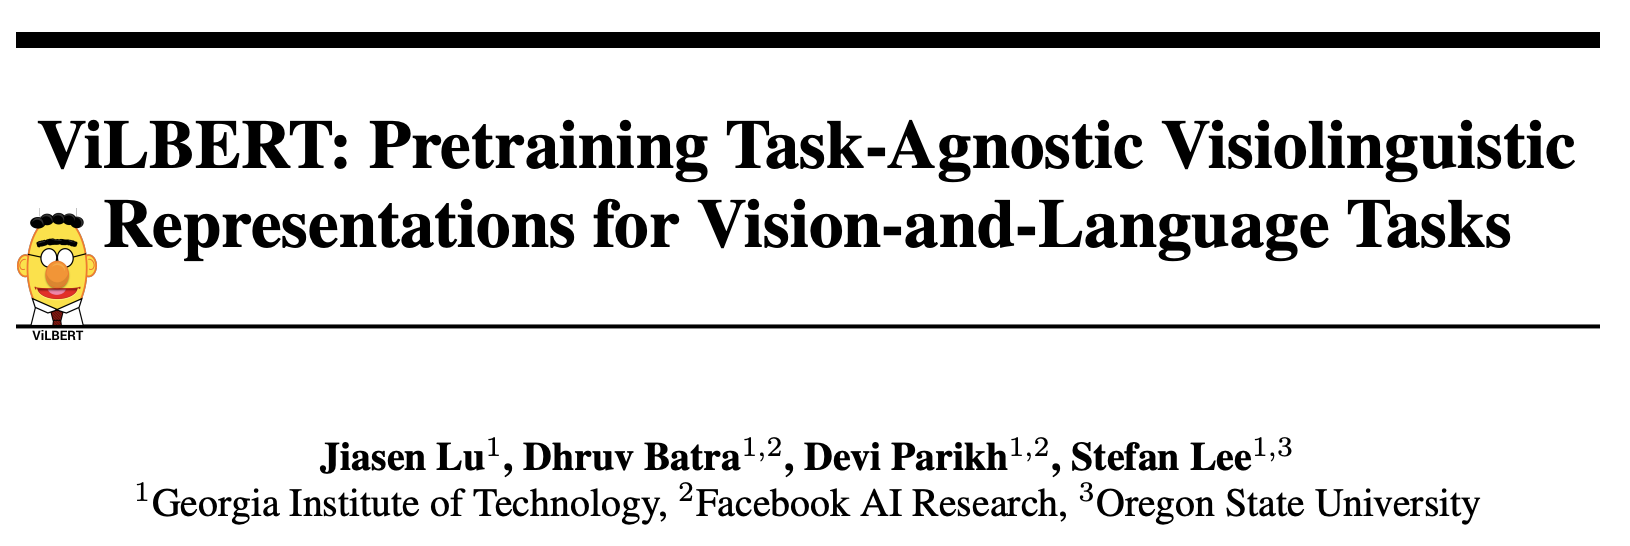 ViLBERT: Pretraining Task-Agnostic Visiolinguistic
Representations for Vision-and-Language Tasks
ViLBERT
Jiasen Lu¹, Dhruv Batra¹,², Devi Parikh¹,², Stefan Lee¹,³
¹Georgia Institute of Technology, ²Facebook AI Research, ³Oregon State University